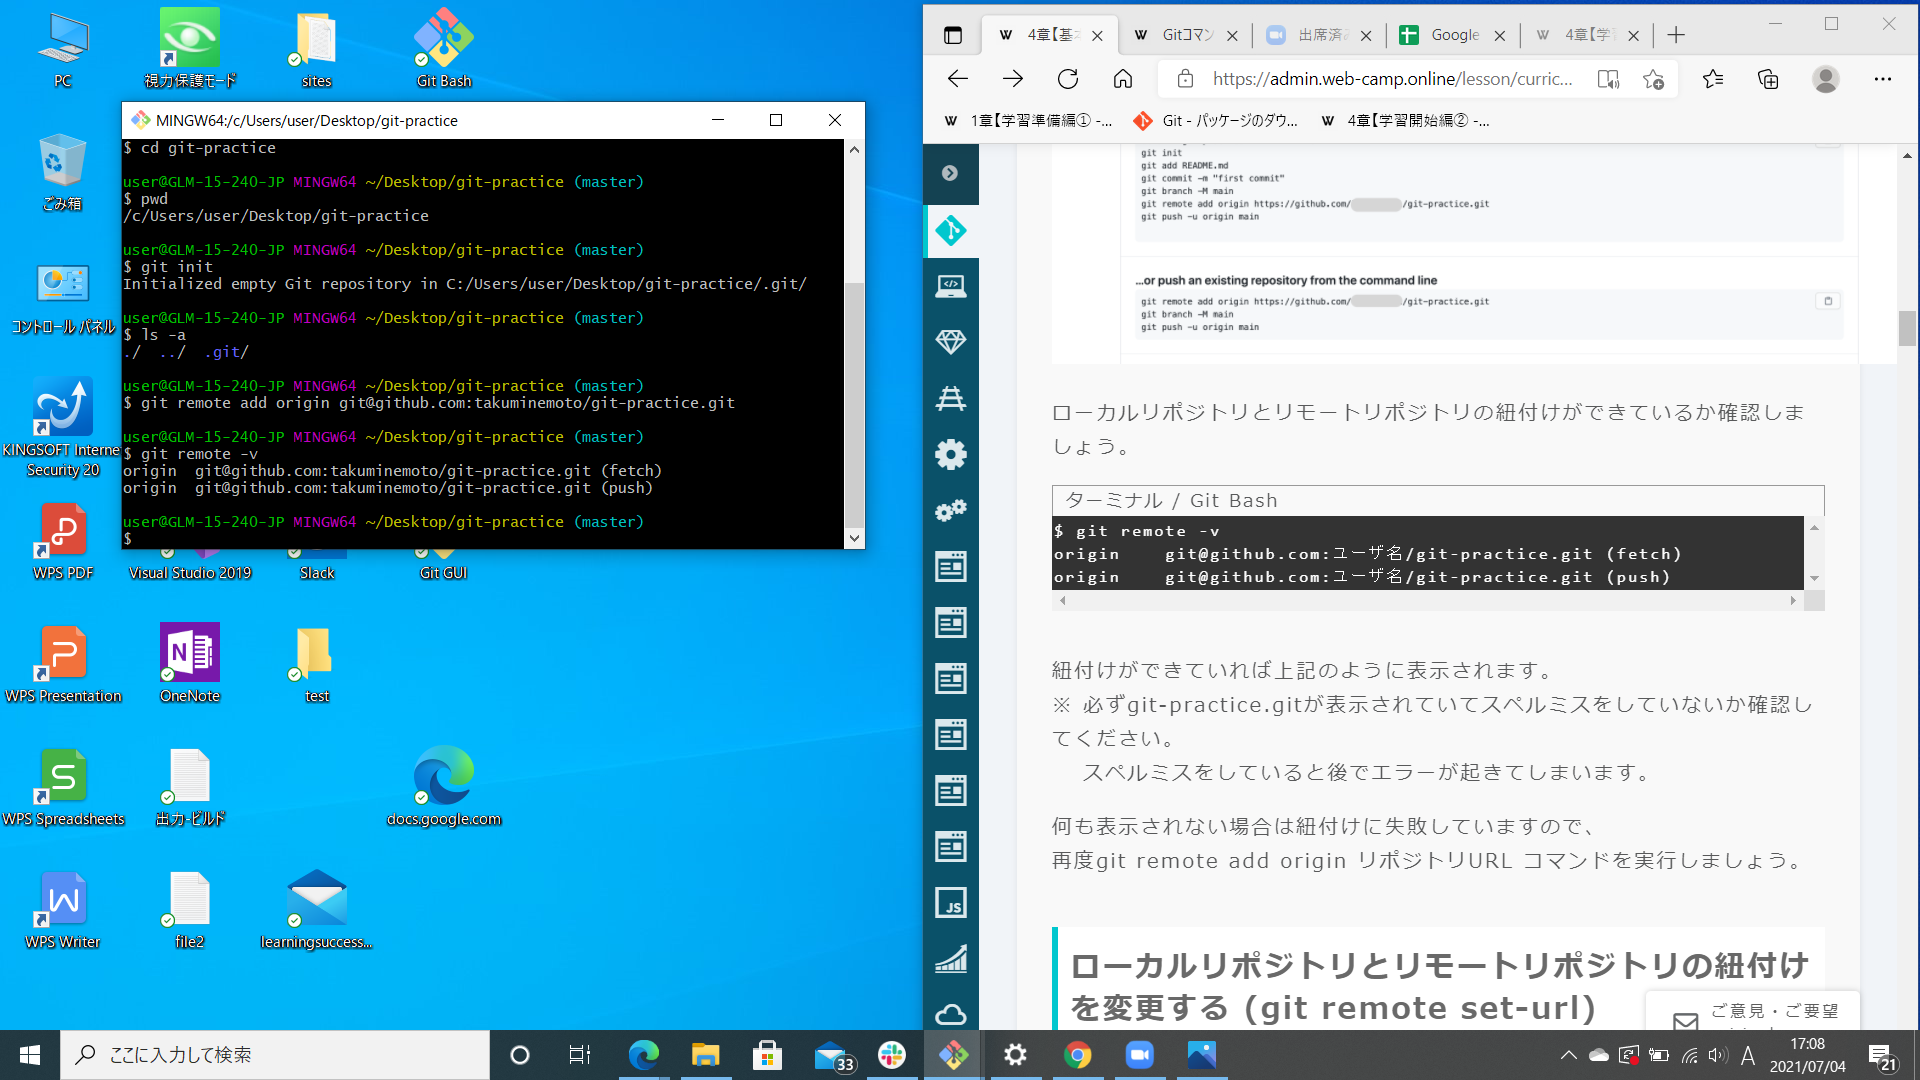 PC
視力保護モード
sites
Git Bash
ごみ箱
コントロール パネル
KINGSOFT Interne
Security 20
WPS PDF
Visual Studio 2019
Slack
Git GUI
WPS Presentation
OneNote
test
WPS Spreadsheets
出力-ビルド
docs.google.com
WPS Writer
file2
learningsuccess...
MINGW64:/c/Users/user/Desktop/git-practice
$ cd git-practice
user@GLM-15-240-JP MINGW64 ~/Desktop/git-practice (master)
$ pwd
/c/Users/user/Desktop/git-practice
user@GLM-15-240-JP MINGW64 ~/Desktop/git-practice (master)
$ git init
Initialized empty Git repository in C:/Users/user/Desktop/git-practice/.git/
user@GLM-15-240-JP MINGW64 ~/Desktop/git-practice (master)
$ ls -a
./  ../  .git/
user@GLM-15-240-JP MINGW64 ~/Desktop/git-practice (master)
$ git remote add origin git@github.com:takuminemoto/git-practice.git
user@GLM-15-240-JP MINGW64 ~/Desktop/git-practice (master)
$ git remote -v
origin  git@github.com:takuminemoto/git-practice.git (fetch)
origin  git@github.com:takuminemoto/git-practice.git (push)
user@GLM-15-240-JP MINGW64 ~/Desktop/git-practice (master)
$
4章【基
Gitコマン
出席済
Google
4章【学
https://admin.web-camp.online/lesson/curric...
1章【学習準備編① -...
Git - パッケージのダウ...
4章【学習開始編② -...
git init
git add README.md
git commit -m "first commit"
git branch -M main
git remote add origin https://github.com/ /git-practice.git
git push -u origin main
...or push an existing repository from the command line
git remote add origin https://github.com/ /git-practice.git
git branch -M main
git push -u origin main
ローカルリポジトリとリモートリポジトリの紐付けができているか確認しま
しょう。
ターミナル / Git Bash
$ git remote -v
origin    git@github.com:ユーザ名/git-practice.git (fetch)
origin    git@github.com:ユーザ名/git-practice.git (push)
紐付けができていれば上記のように表示されます。
※ 必ずgit-practice.gitが表示されていてスペルミスをしていないか確認し
てください。
スペルミスをしていると後でエラーが起きてしまいます。
何も表示されない場合は紐付けに失敗していますので、
再度git remote add origin リポジトリURL コマンドを実行しましょう。
ローカルリポジトリとリモートリポジトリの紐付け
を変更する (git remote set-url)
ご意見・ご要望
JS
ここに入力して検索
33
A
17:08
2021/07/04
21